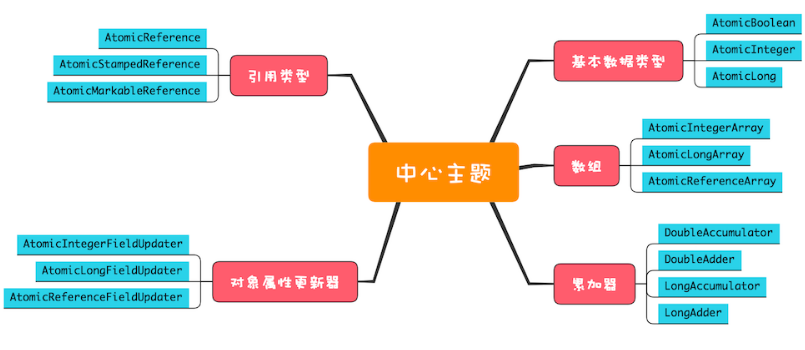 中心主题
基本数据类型
AtomicBoolean
AtomicInteger
AtomicLong
数组
AtomicIntegerArray
AtomicLongArray
AtomicReferenceArray
累加器
DoubleAccumulator
DoubleAdder
LongAccumulator
LongAdder
引用类型
AtomicReference
AtomicStampedReference
AtomicMarkableReference
对象属性更新器
AtomicIntegerFieldUpdater
AtomicLongFieldUpdater
AtomicReferenceFieldUpdater